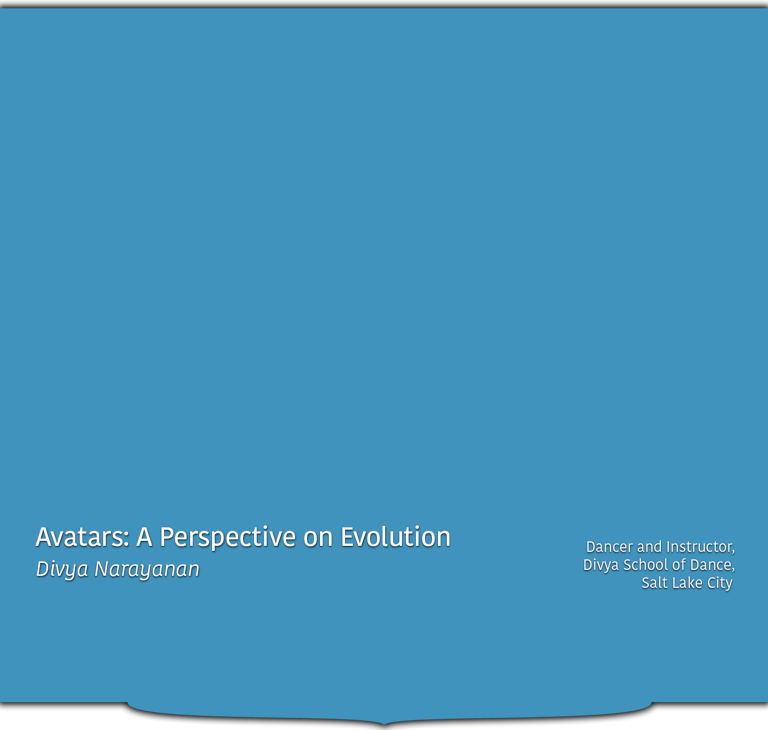 Avatars: A Perspective on Evolution
Divya Narayanan
Dancer and Instructor,
Divya School of Dance,
Salt Lake City